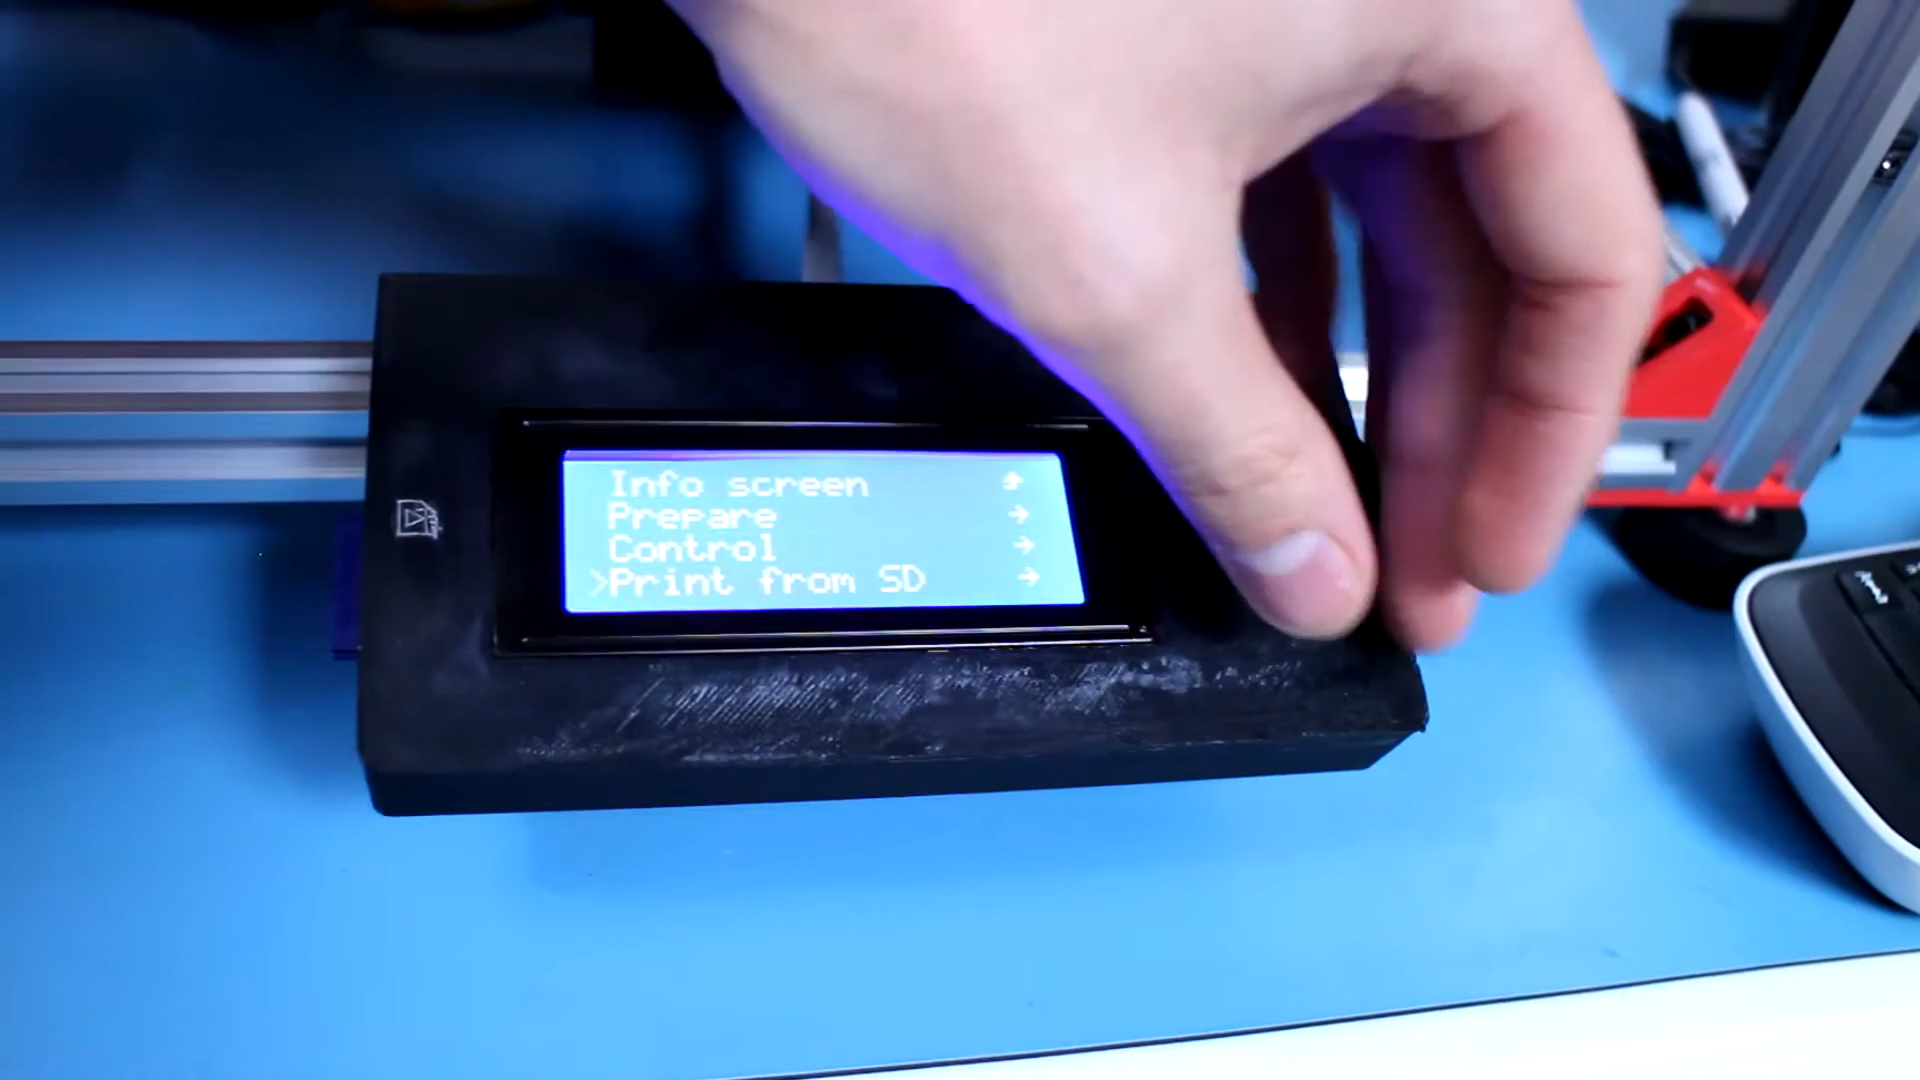 Info screen
Prepare
Control
>Print from SD